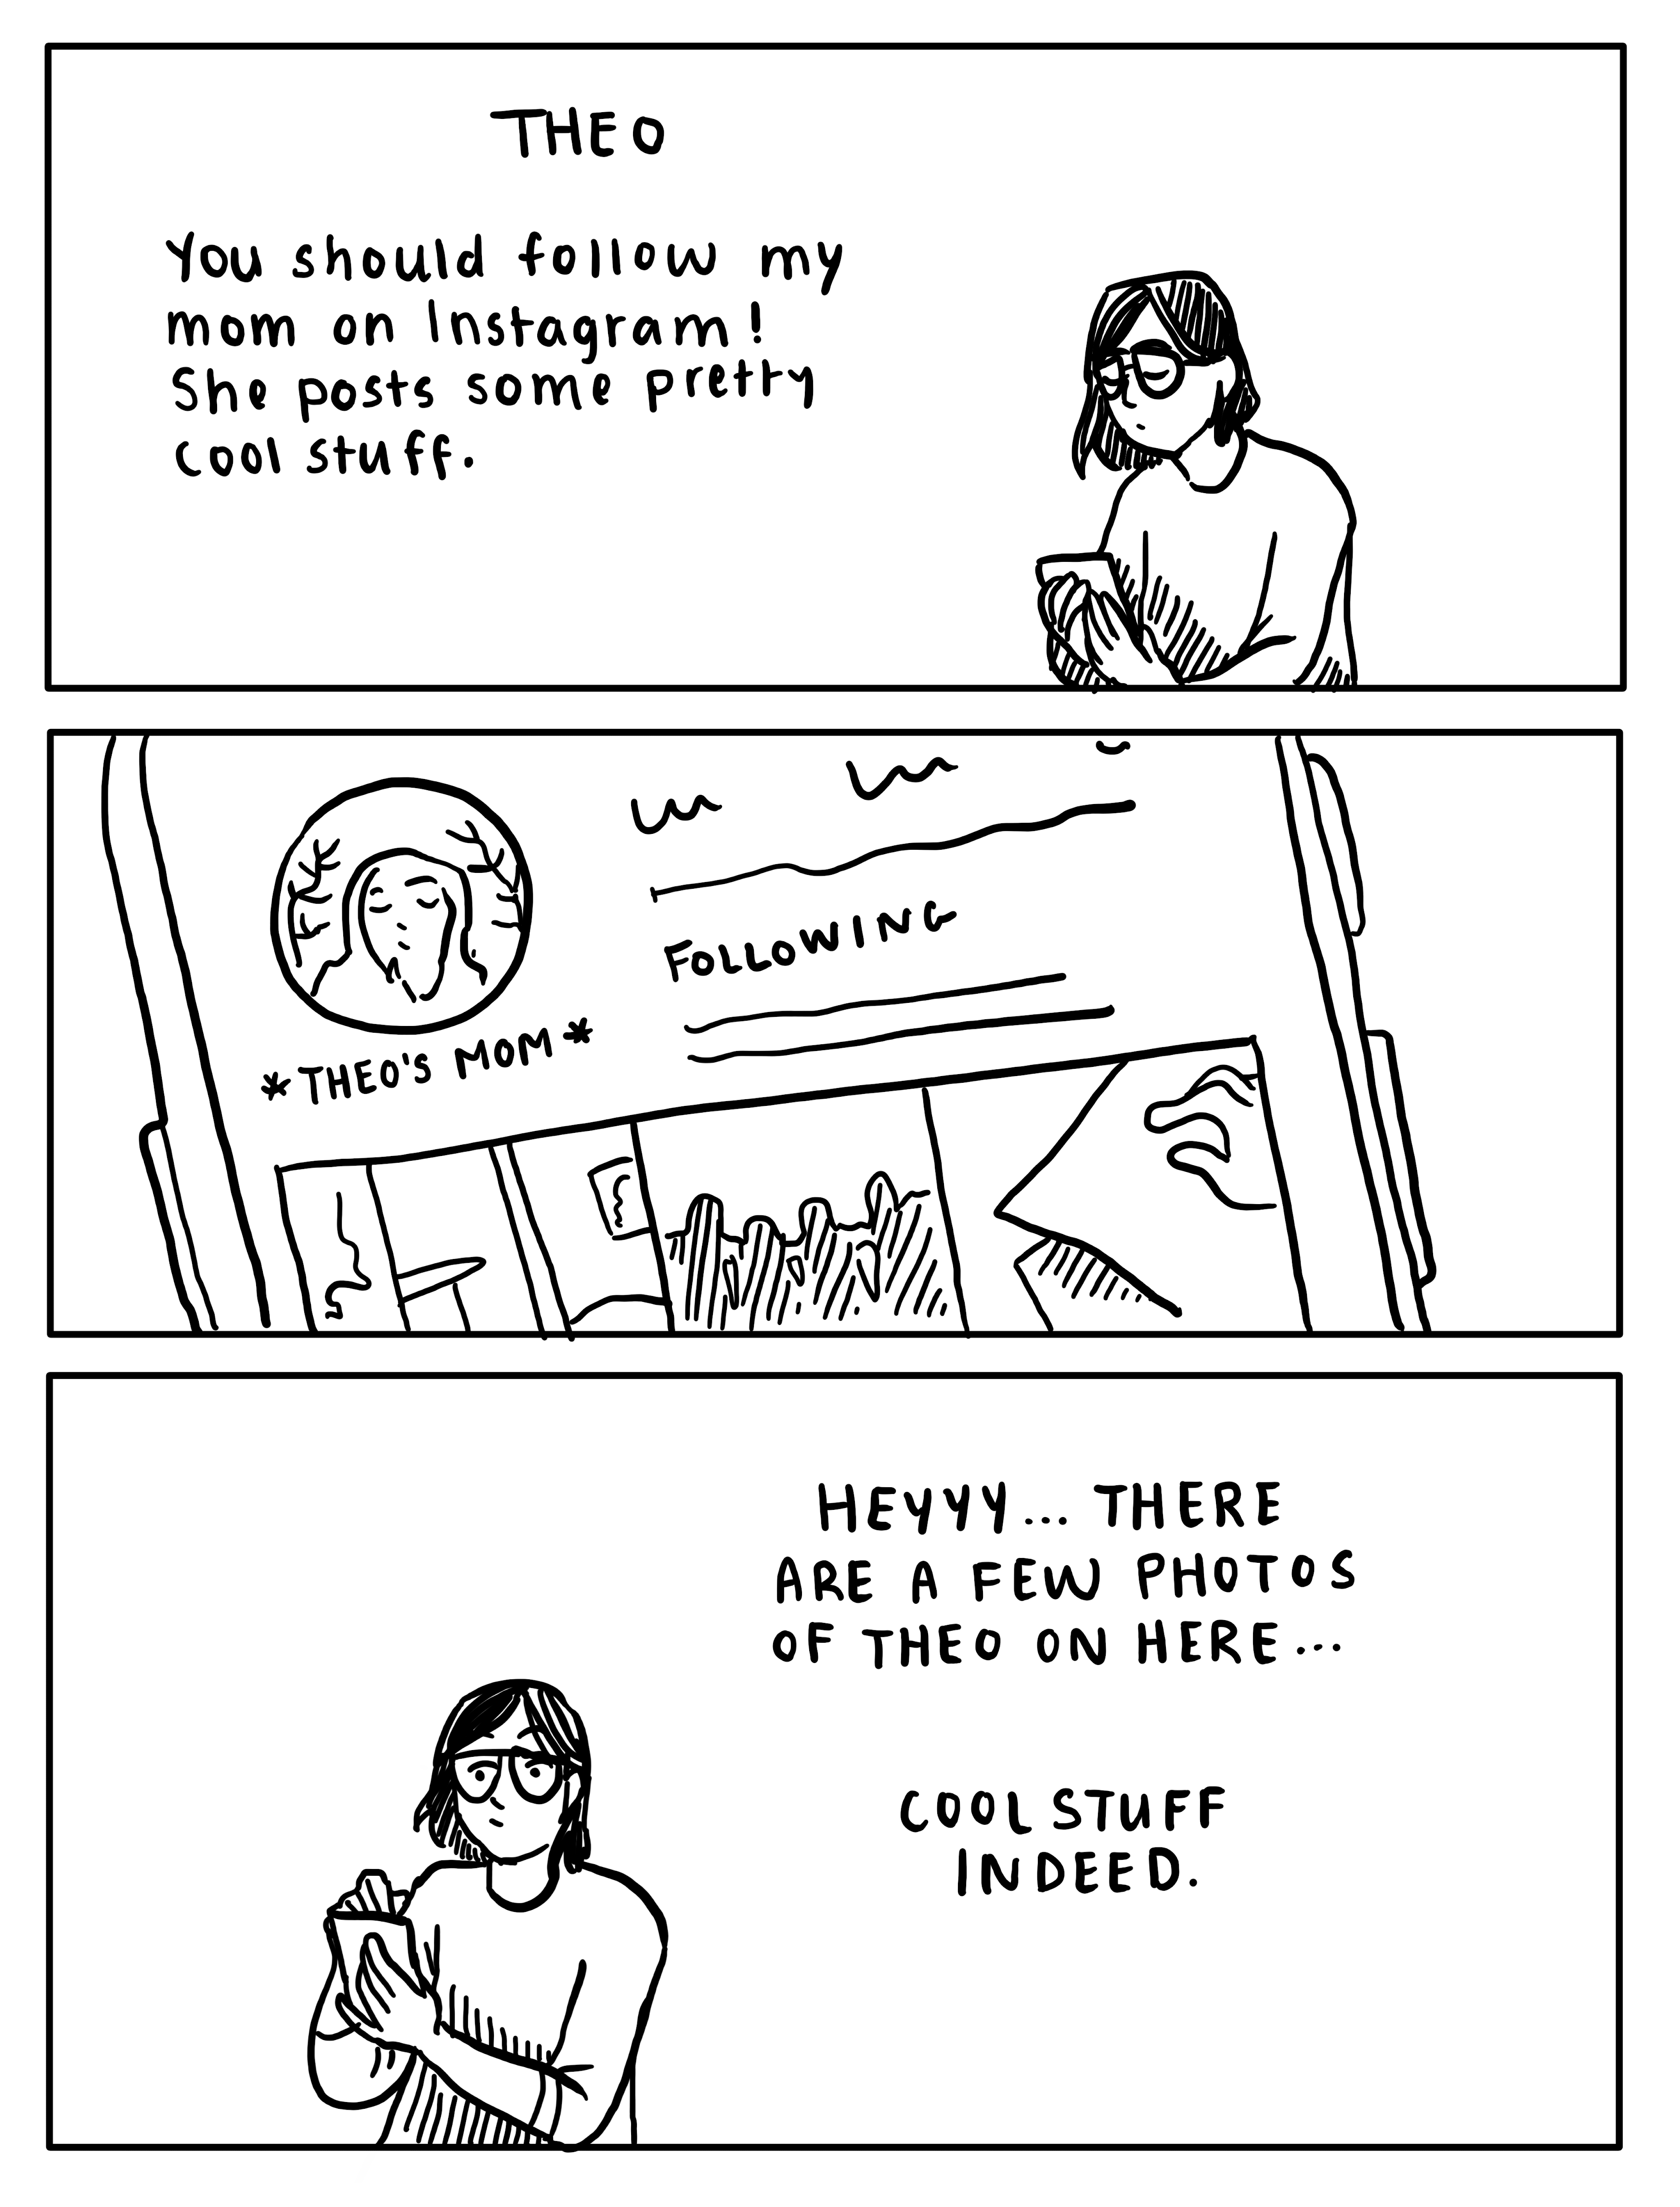 THEO
You should follow my
mom on Instagram!
She posts some pretty
cool stuff.
FOLLOWING
*THEO'S MOM*
HEYYY... THERE
ARE A FEW PHOTOS
OF THEO ON HERE...
COOL STUFF
INDEED.